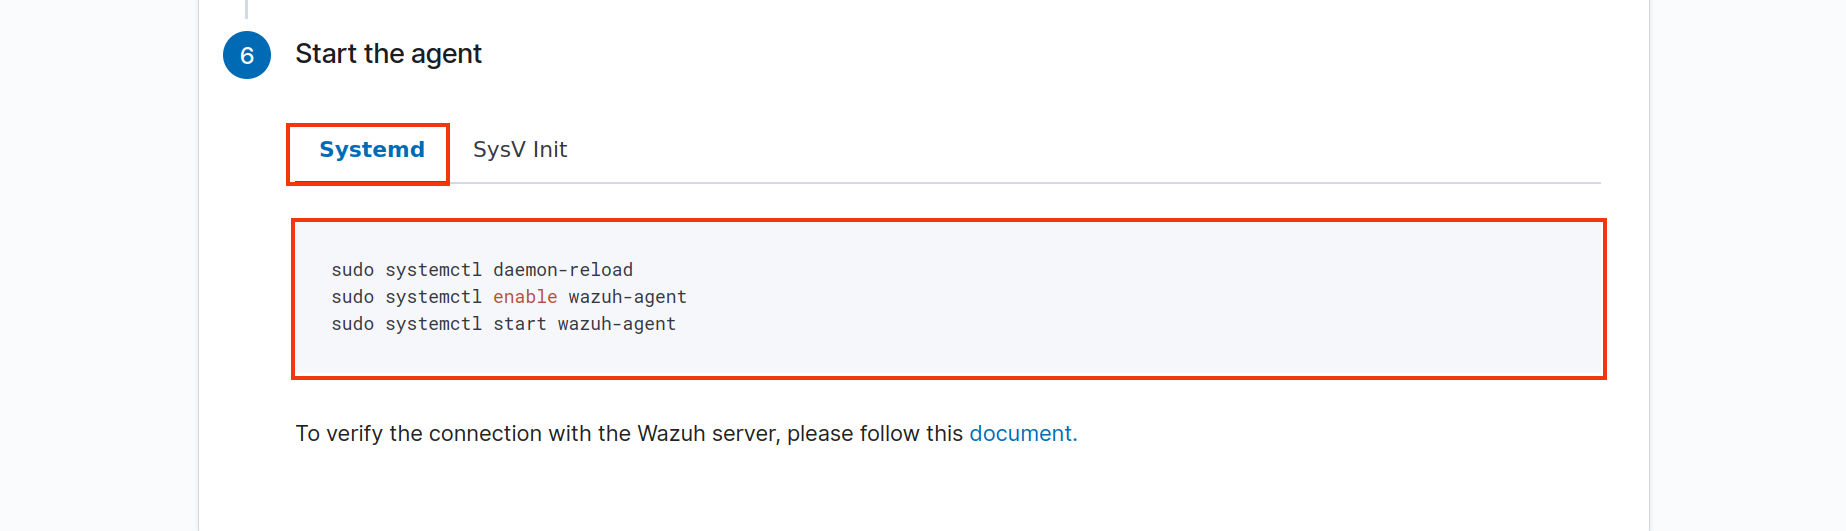 6
Start the agent
Systemd
SysV Init
sudo systemctl daemon-reload
sudo systemctl enable wazuh-agent
sudo systemctl start wazuh-agent
To verify the connection with the Wazuh server, please follow this document.